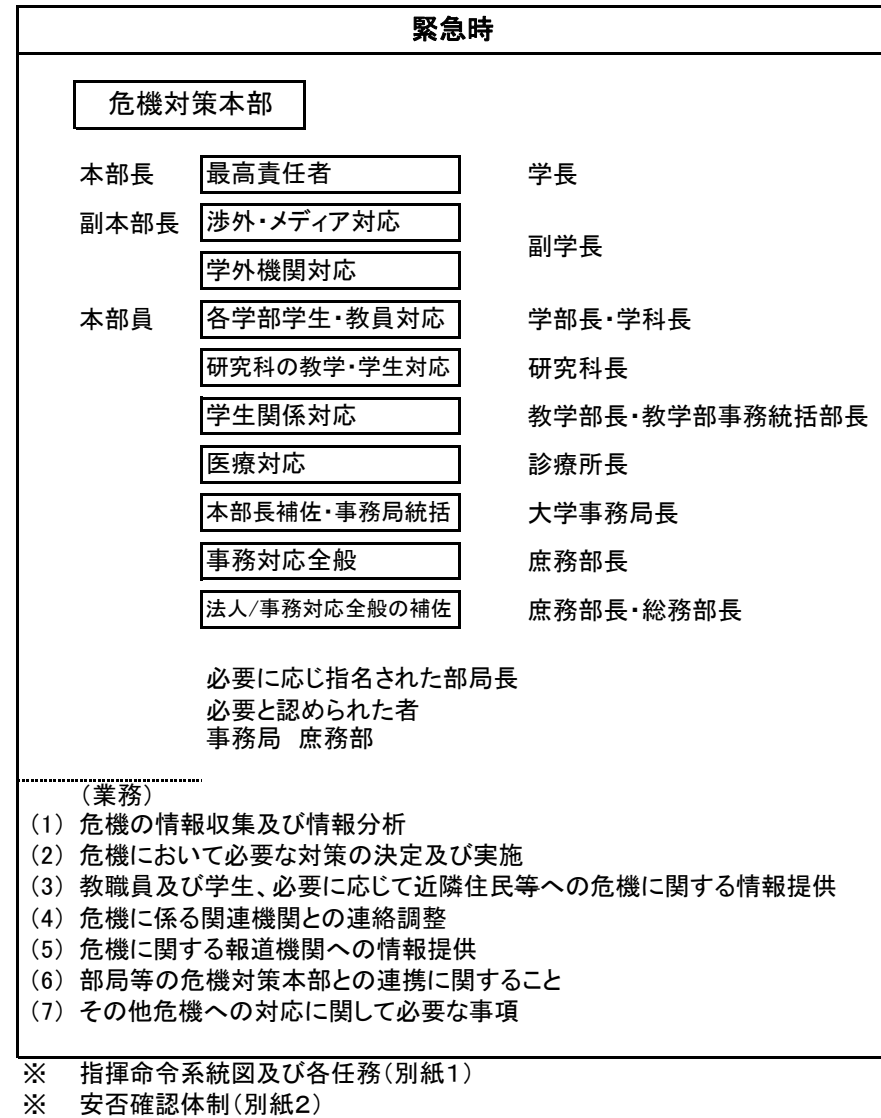 緊急時
危機対策本部
本部長 最高責任者 学長
副本部長 渉外・メディア対応
副学長
学外機関対応
本部員 各学部学生・教員対応 学部長・学科長
研究科の教学・学生対応 研究科長
学生関係対応 教学部長・教学部事務統括部長
医療対応 診療所長
本部長補佐・事務局統括 大学事務局長
事務対応全般 庶務部長
法人/事務対応全般の補佐 庶務部長・総務部長
必要に応じ指名された部局長
必要と認められた者
事務局 庶務部
（業務）
（1） 危機の情報収集及び情報分析
（2） 危機において必要な対策の決定及び実施
（3） 教職員及び学生、必要に応じて近隣住民等への危機に関する情報提供
（4） 危機に係る関連機関との連絡調整
（5） 危機に関する報道機関への情報提供
（6） 部局等の危機対策本部との連携に関すること
（7） その他危機への対応に関して必要な事項
※ 指揮命令系統図及び各任務（別紙1）
※ 安否確認体制（別紙2）